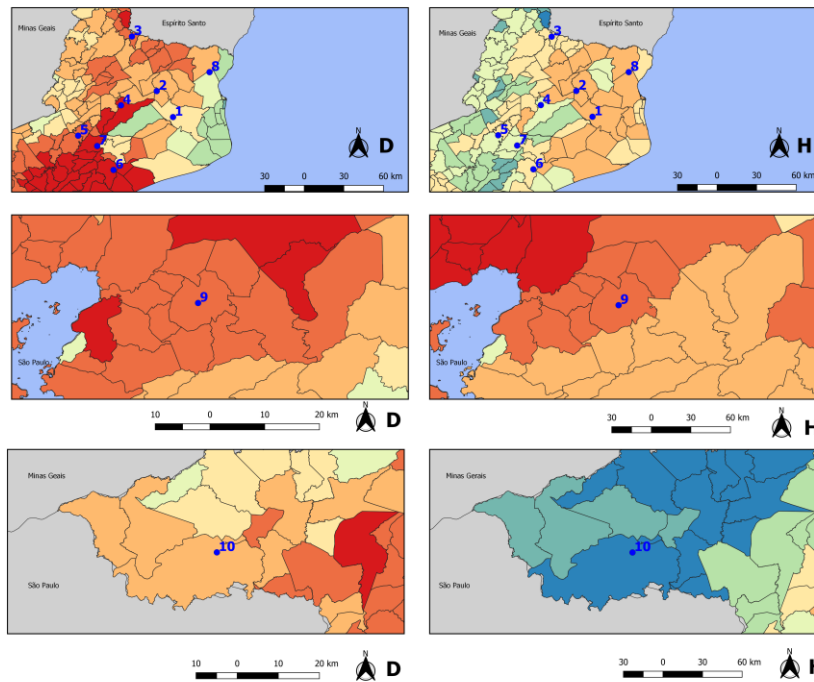 Minas Geriais
Espírito Santo
3
8
2
4
1
5
7
6
N
D
30 0 30 60 km
Minas Gerais
Espírito Santo
3
8
2
4
1
5
7
6
N
H
30 0 30 60 km
9
São Paulo
N
D
10 0 10 20 km
9
São Paulo
N
H
30 0 30 60 km
Minas Geais
10
São Paulo
N
D
10 0 10 20 km
Minas Gerais
10
São Paulo
N
H
30 0 30 60 km